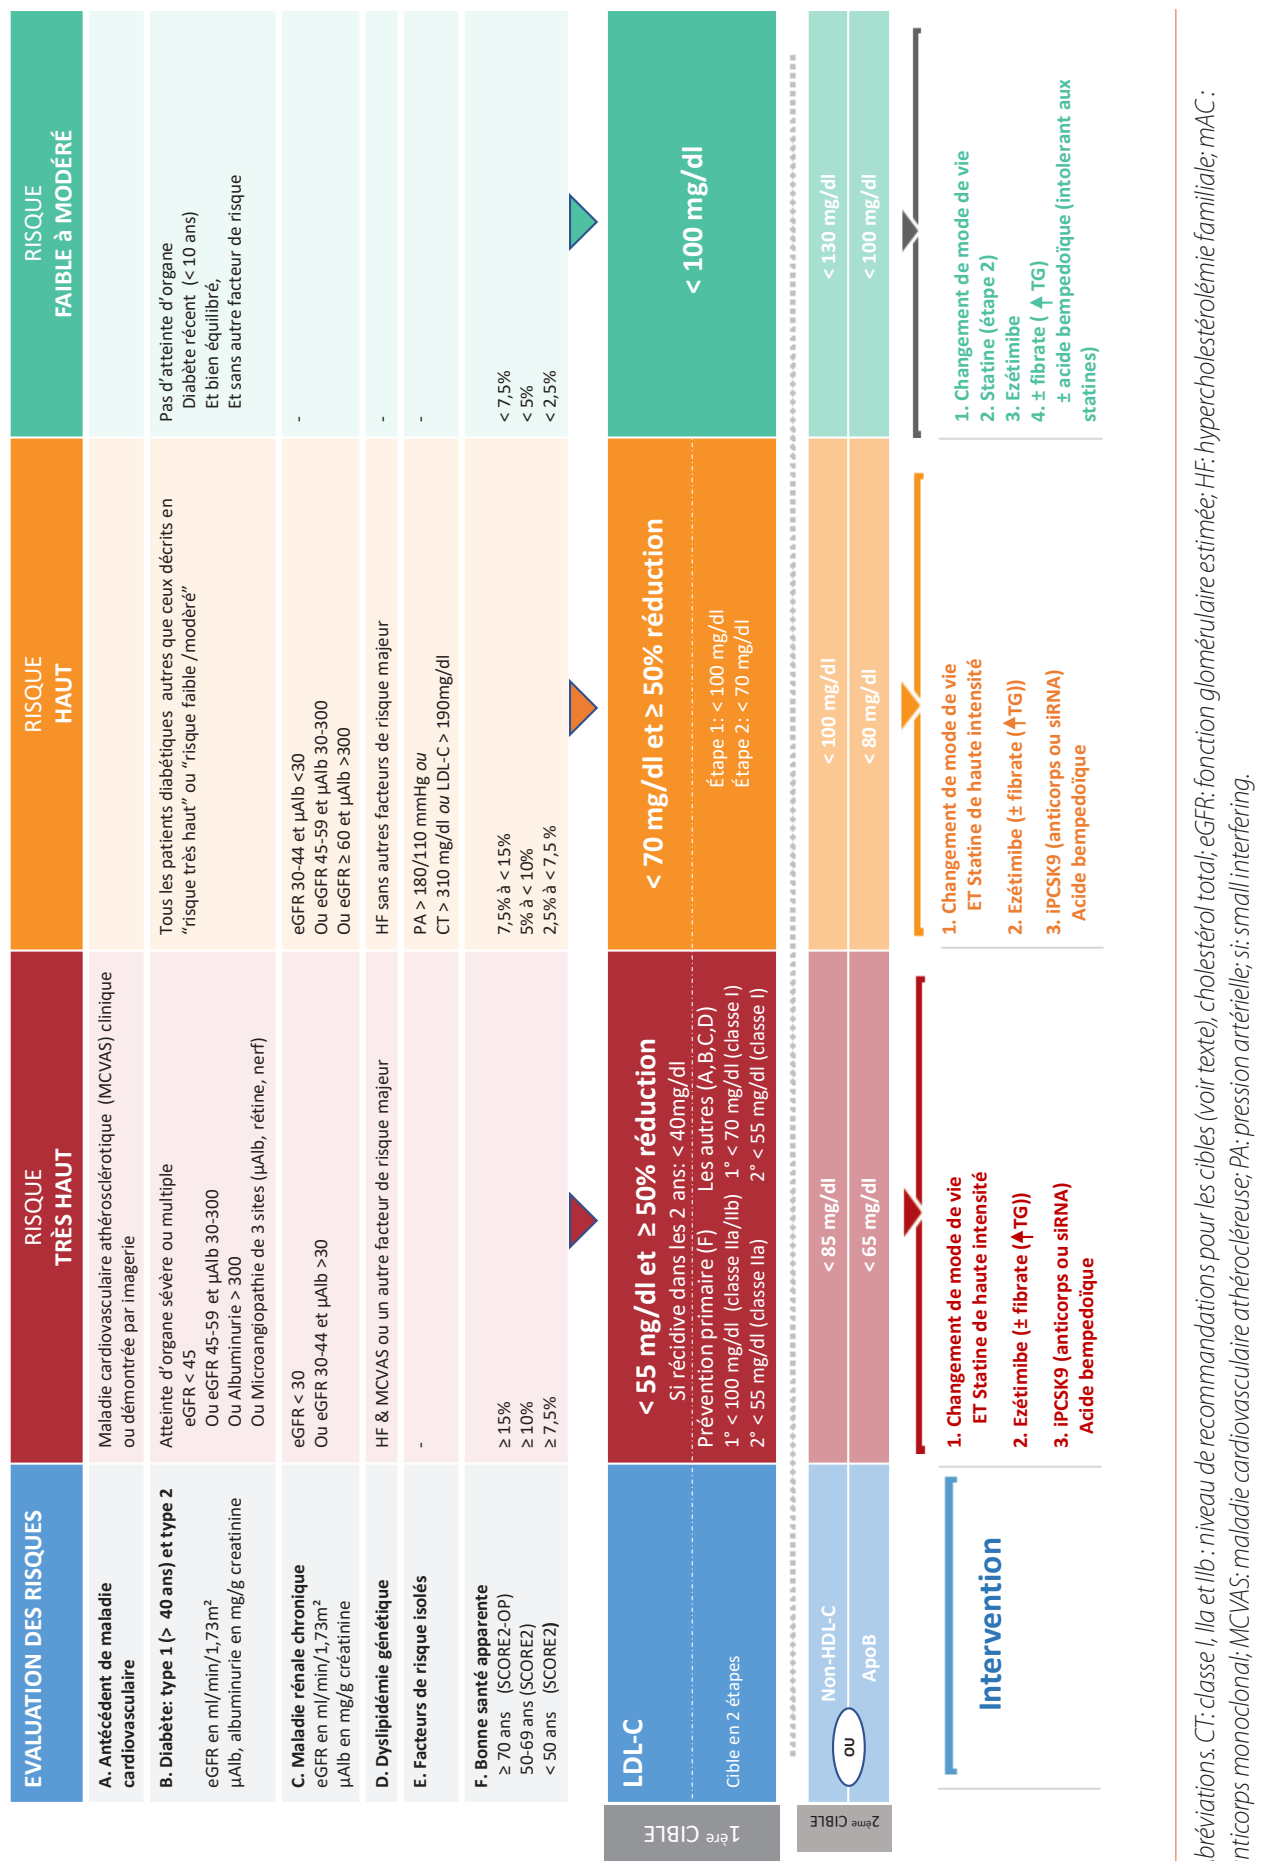 EVALUATION DES RISQUES
RISQUE
TRÈS HAUT
RISQUE
HAUT
RISQUE
FAIBLE à MODÉRÉ
A. Antécédent de maladie
cardiovasculaire
Maladie cardiovasculaire athérosclérotique (MCVAS) clinique
ou démontrée par imagerie
B. Diabète: type 1 (> 40 ans) et type 2
eGFR en ml/min/1,73m²
µAlb, albuminurie en mg/g creatinine
Atteinte d'organe sévère ou multiple
eGFR < 45
Ou eGFR 45-59 et µAlb 30-300
Ou Albuminurie > 300
Ou Microangiopathie de 3 sites (µAlb, rétine, nerf)
Tous les patients diabétiques autres que ceux décrits en
“risque très haut” ou “risque faible /modèré”
Pas d'atteinte d'organe
Diabète récent (< 10 ans)
Et bien équilibré,
Et sans autre facteur de risque
C. Maladie rénale chronique
eGFR en ml/min/1,73m²
µAlb en mg/g créatinine
eGFR < 30
Ou eGFR 30-44 et µAlb >30
eGFR 30-44 et µAlb <30
Ou eGFR 45-59 et µAlb 30-300
Ou eGFR ≥ 60 et µAlb >300
-
D. Dyslipidémie génétique
HF & MCVAS ou un autre facteur de risque majeur
HF sans autres facteurs de risque majeur
-
E. Facteurs de risque isolés
-
PA > 180/110 mmHg ou
CT > 310 mg/dl ou LDL-C > 190mg/dl
-
F. Bonne santé apparente
≥ 70 ans (SCORE2-OP)
50-69 ans (SCORE2)
< 50 ans (SCORE2)
≥ 15%
≥ 10%
≥ 7,5%
7,5% à < 15%
5% à < 10%
2,5% à < 7,5 %
< 7,5%
< 5%
< 2,5%
1ère CIBLE
LDL-C
Cible en 2 étapes
< 55 mg/dl et ≥ 50% réduction
Si récidive dans les 2 ans: < 40mg/dl
Prévention primaire (F) Les autres (A,B,C,D)
1° < 100 mg/dl (classe IIa/IIb) 1° < 70 mg/dl (classe I)
2° < 55 mg/dl (classe IIa) 2° < 55 mg/dl (classe I)
< 70 mg/dl et ≥ 50% réduction
Étape 1: < 100 mg/dl
Étape 2: < 70 mg/dl
< 100 mg/dl
2ème CIBLE
OU
Non-HDL-C
< 85 mg/dl
< 100 mg/dl
< 130 mg/dl
ApoB
< 65 mg/dl
< 80 mg/dl
< 100 mg/dl
Intervention
1. Changement de mode de vie
ET Statine de haute intensité
2. Ezétimibe (± fibrate (↑TG))
3. iPCSK9 (anticorps ou siRNA)
Acide bempedoïque
1. Changement de mode de vie
ET Statine de haute intensité
2. Ezétimibe (± fibrate (↑TG))
3. iPCSK9 (anticorps ou siRNA)
Acide bempedoïque
1. Changement de mode de vie
2. Statine (étape 2)
3. Ezétimibe
4. ± fibrate ( ↑ TG)
± acide bempedoïque (intolerant aux
statines)
bréviations. CT: classe I, IIa et IIb : niveau de recommandations pour les cibles (voir texte), cholestérol total; eGFR: fonction glomérulaire estimée; HF: hypercholestérolémie familiale; mAC :
nticorps monoclonal; MCVAS: maladie cardiovasculaire athérocléreuse; PA: pression artérielle; si: small interfering.